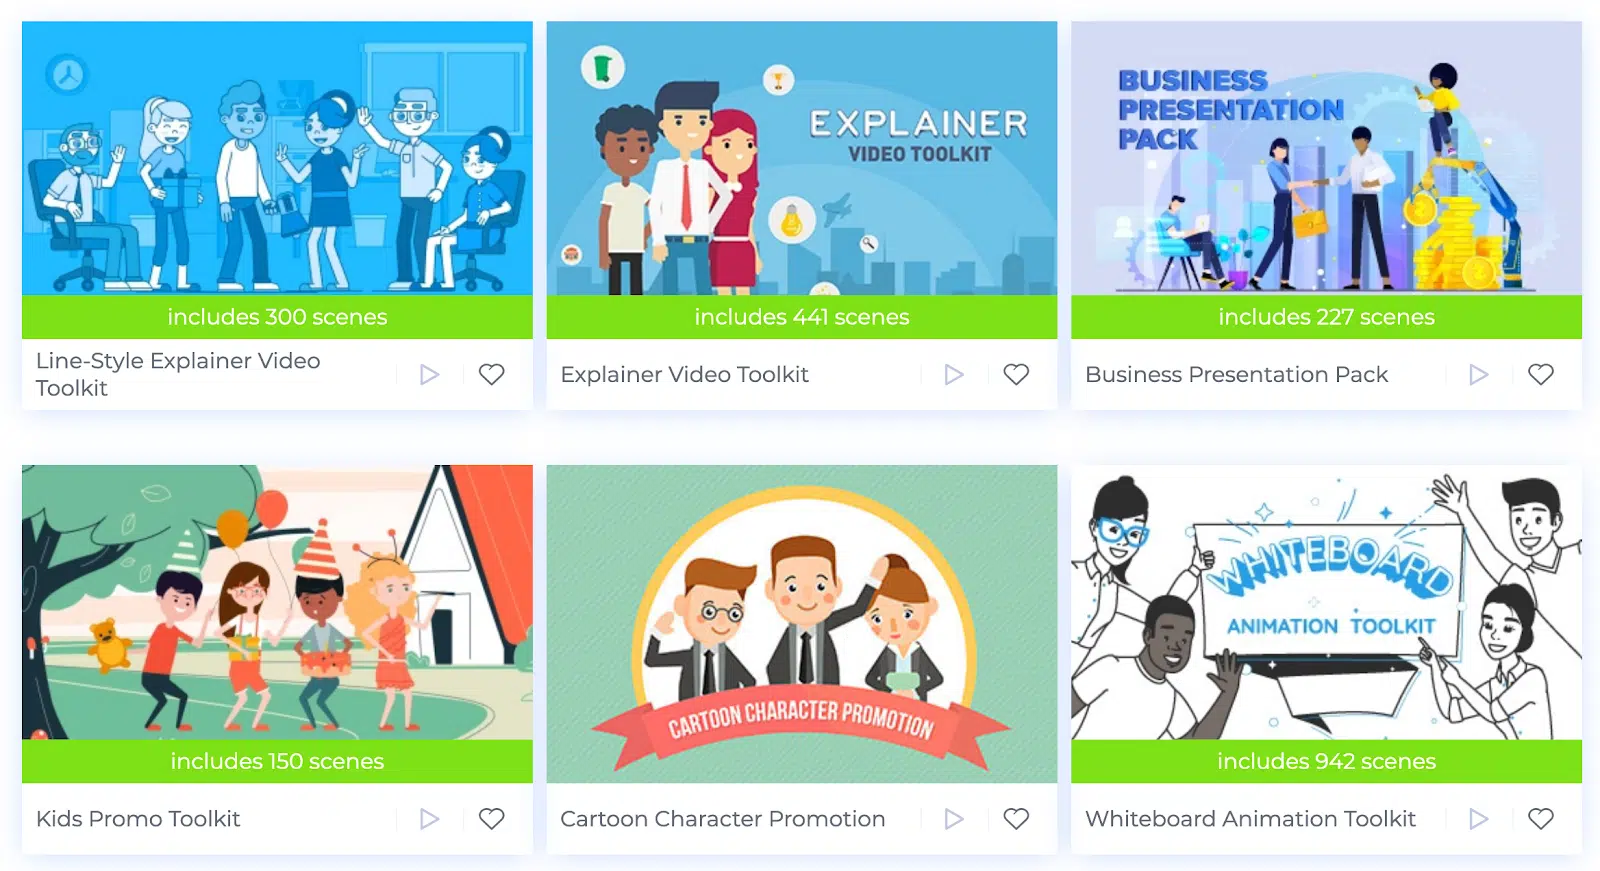 includes 300 scenes
Line-Style Explainer Video
Toolkit
EXPLAINER
VIDEO TOOLKIT
includes 441 scenes
Explainer Video Toolkit
BUSINESS
PRESENTATION
PACK
includes 227 scenes
Business Presentation Pack
includes 150 scenes
Kids Promo Toolkit
CARTOON CHARACTER PROMOTION
Cartoon Character Promotion
WHITEBOARD
ANIMATION TOOLKIT
includes 942 scenes
Whiteboard Animation Toolkit